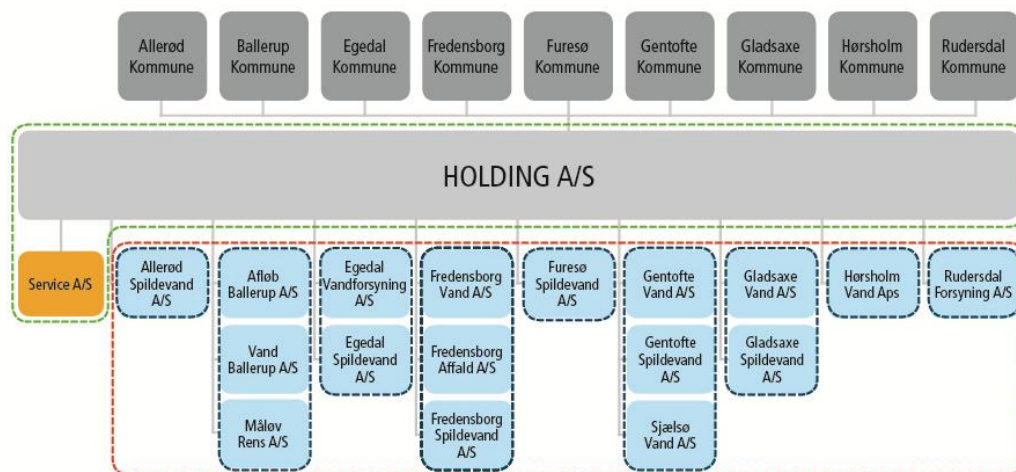 Allerød
Kommune
Ballerup
Kommune
Egedal
Kommune
Fredensborg
Kommune
Furesø
Kommune
Gentofte
Kommune
Gladsaxe
Kommune
Hørsholm
Kommune
Rudersdal
Kommune
HOLDING A/S
Service A/S
Allerød
Spildevand
A/S
Afløb
Ballerup A/S
Vand
Ballerup A/S
Måløv
Rens A/S
Egedal
Vandforsyning
A/S
Egedal
Spildevand
A/S
Fredensborg
Vand A/S
Fredensborg
Affald A/S
Fredensborg
Spildevand
A/S
Furesø
Spildevand
A/S
Gentofte
Vand A/S
Gentofte
Spildevand
A/S
Sjælsø
Vand A/S
Gladsaxe
Vand A/S
Gladsaxe
Spildevand
A/S
Hørsholm
Vand Aps
Rudersdal
Forsyning A/S